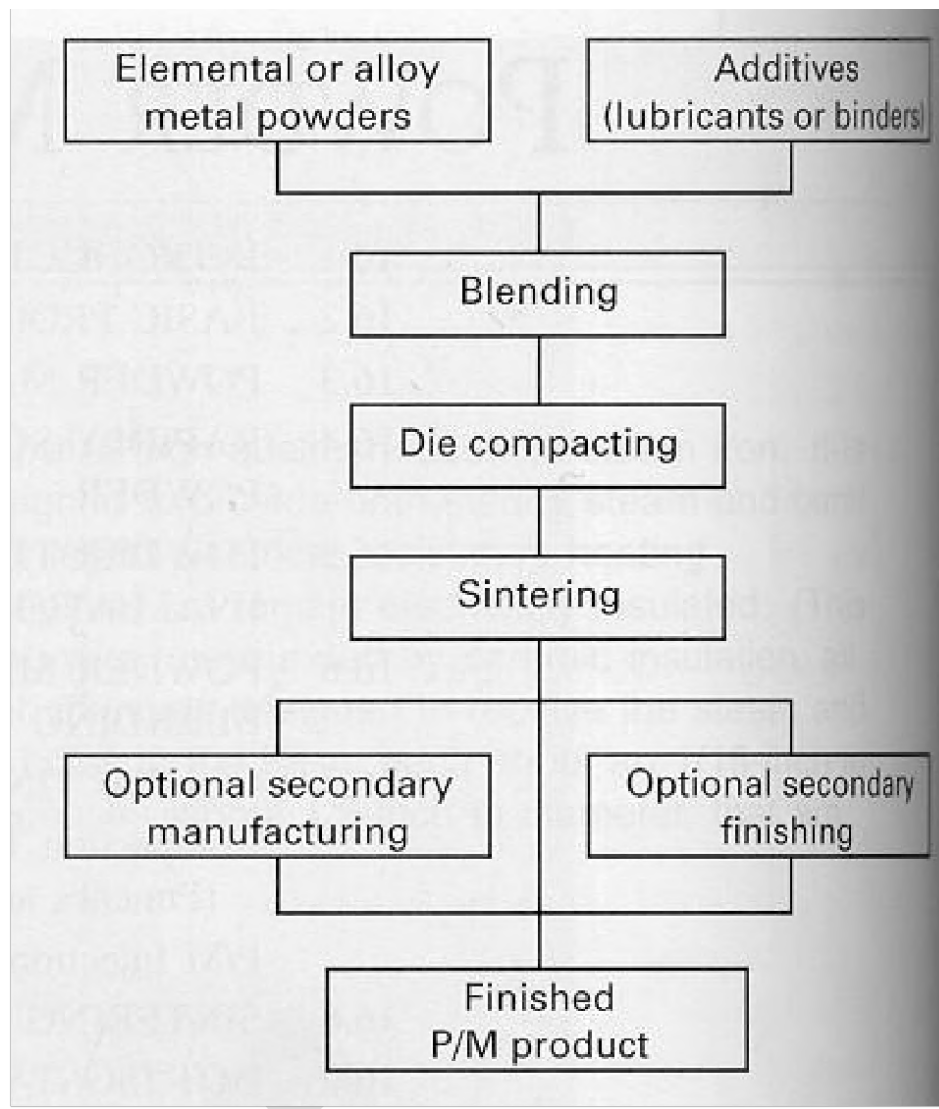 Elemental or alloy
metal powders
Additives
(lubricants or binders)
Blending
Die compacting
Sintering
Optional secondary
manufacturing
Optional secondary
finishing
Finished
P/M product